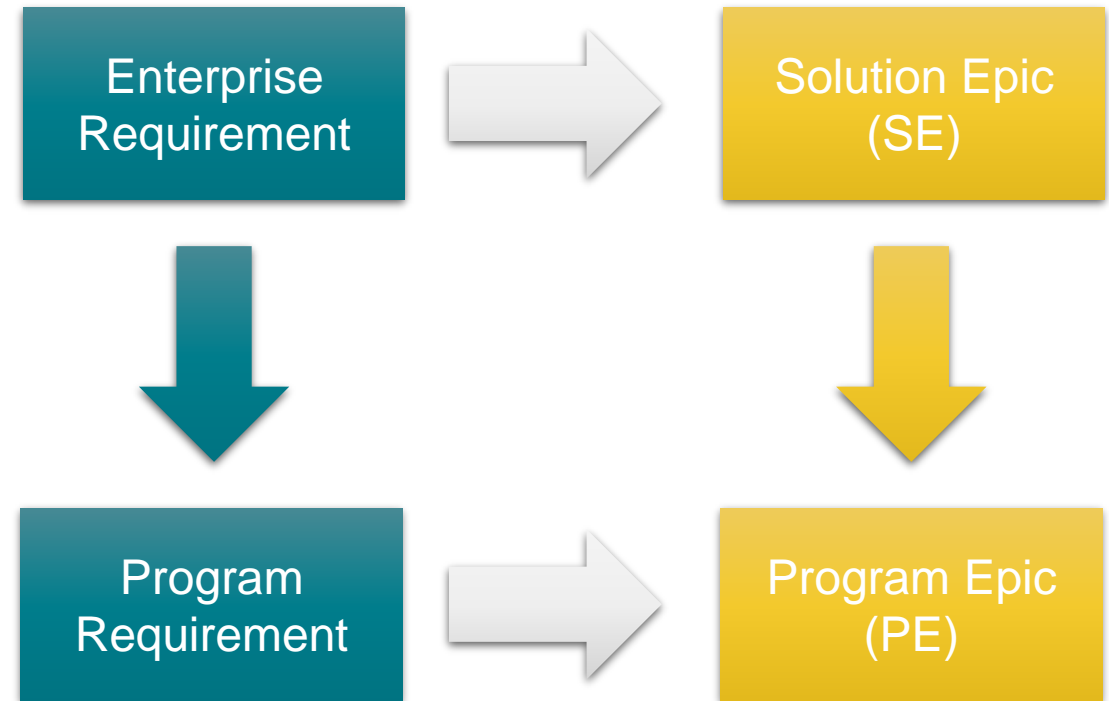 Enterprise
Requirement
Solution Epic
(SE)
Program
Requirement
Program Epic
(PE)